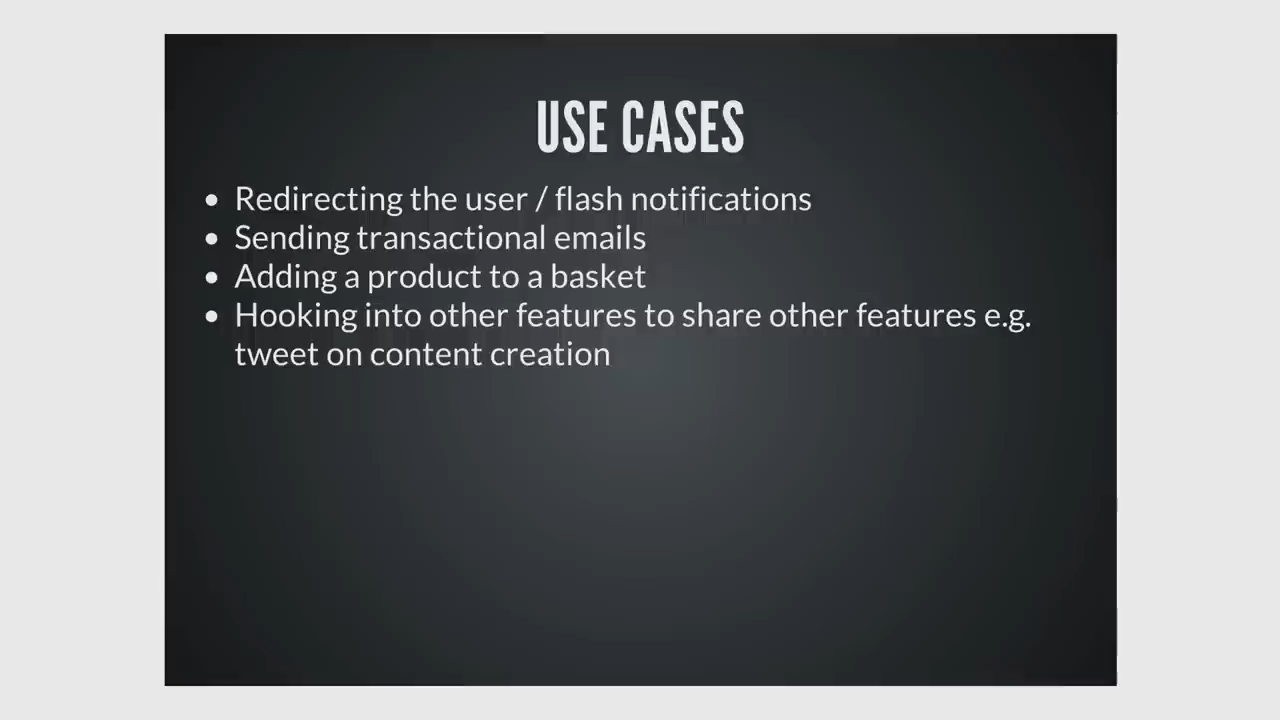 USE CASES
• Redirecting the user / flash notifications
• Sending transactional emails
• Adding a product to a basket
• Hooking into other features to share other features e.g.
tweet on content creation